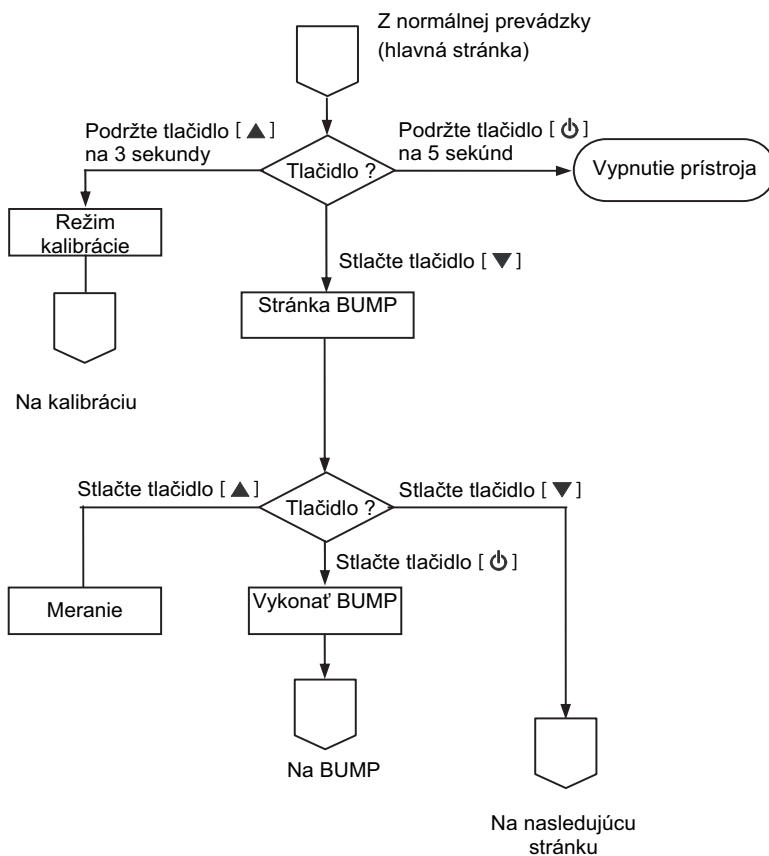 Z normálnej prevádzky
(hlavná stránka)
Podržte tlačidlo [ ▲ ]
na 3 sekundy
Podržte tlačidlo [ ⏻ ]
na 5 sekúnd
Tlačidlo ?
Vypnutie prístroja
Režim
kalibrácie
Stlačte tlačidlo [ ▼ ]
Stránka BUMP
Na kalibráciu
Stlačte tlačidlo [ ▲ ]
Stlačte tlačidlo [ ▼ ]
Tlačidlo ?
Stlačte tlačidlo [ ⏻ ]
Meranie
Vykonať BUMP
Na BUMP
Na nasledujúcu
stránku